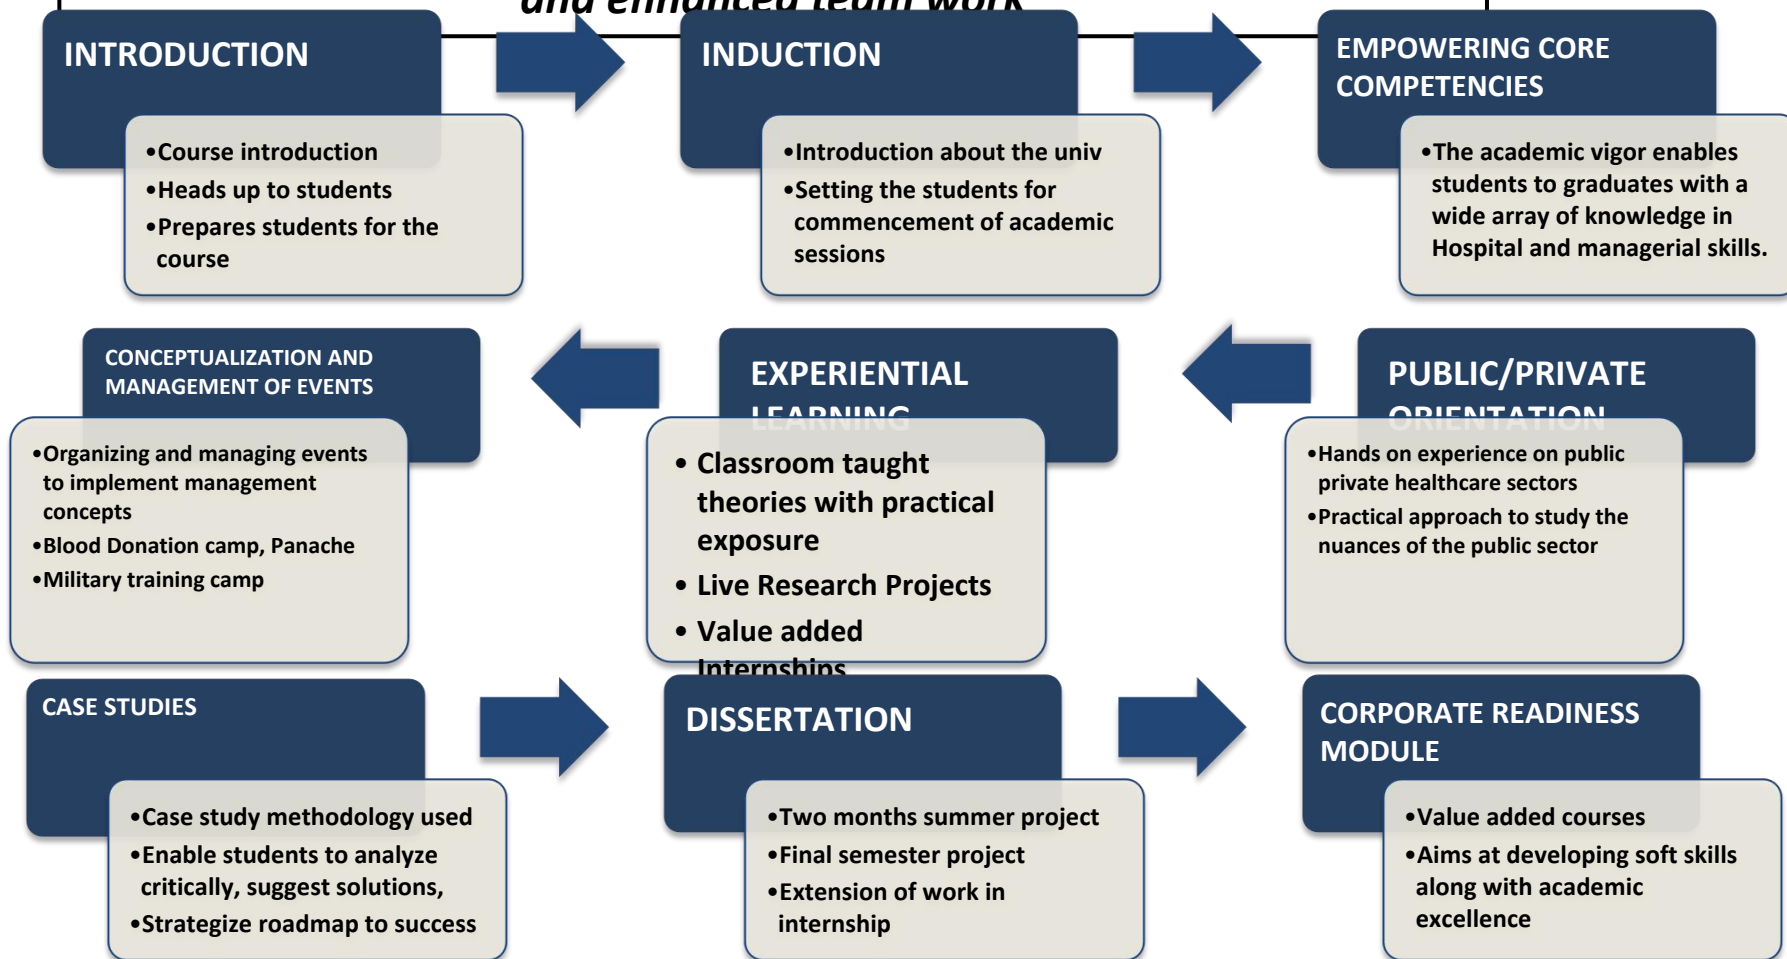 and enhanced team work
INTRODUCTION
•Course introduction
•Heads up to students
•Prepares students for the
course
INDUCTION
•Introduction about the univ
•Setting the students for
commencement of academic
sessions
EMPOWERING CORE
COMPETENCIES
•The academic vigor enables
students to graduates with a
wide array of knowledge in
Hospital and managerial skills.
CONCEPTUALIZATION AND
MANAGEMENT OF EVENTS
•Organizing and managing events
to implement management
concepts
•Blood Donation camp, Panache
•Military training camp
EXPERIENTIAL
LEARNING
• Classroom taught
theories with practical
exposure
• Live Research Projects
• Value added
Internships
PUBLIC/PRIVATE
ORIENTATION
•Hands on experience on public
private healthcare sectors
•Practical approach to study the
nuances of the public sector
CASE STUDIES
•Case study methodology used
•Enable students to analyze
critically, suggest solutions,
•Strategize roadmap to success
DISSERTATION
•Two months summer project
•Final semester project
•Extension of work in
internship
CORPORATE READINESS
MODULE
•Value added courses
•Aims at developing soft skills
along with academic
excellence